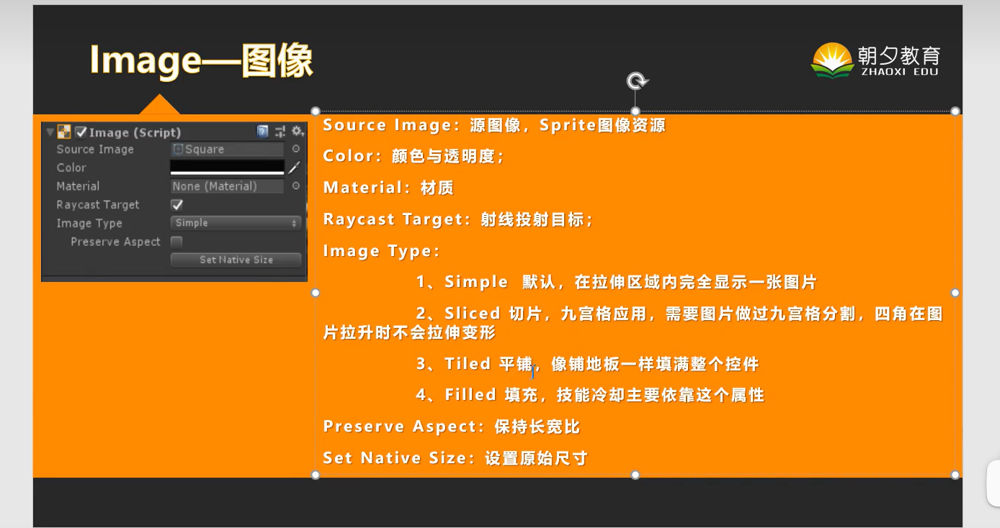 Image—图像
朝夕教育
ZHAOXI EDU
Image (Script)
Source Image Square
Color
Material None (Material)
Raycast Target
Image Type Simple
Preserve Aspect
Set Native Size
Source Image：源图像，Sprite图像资源
Color：颜色与透明度；
Material：材质
Raycast Target：射线投射目标；
Image Type：
1、Simple 默认，在拉伸区域内完全显示一张图片
2、Sliced 切片，九宫格应用，需要图片做过九宫格分割，四角在图
片拉升时不会拉伸变形
3、Tiled 平铺，像铺地板一样填满整个控件
4、Filled 填充，技能冷却主要依靠这个属性
Preserve Aspect：保持长宽比
Set Native Size：设置原始尺寸